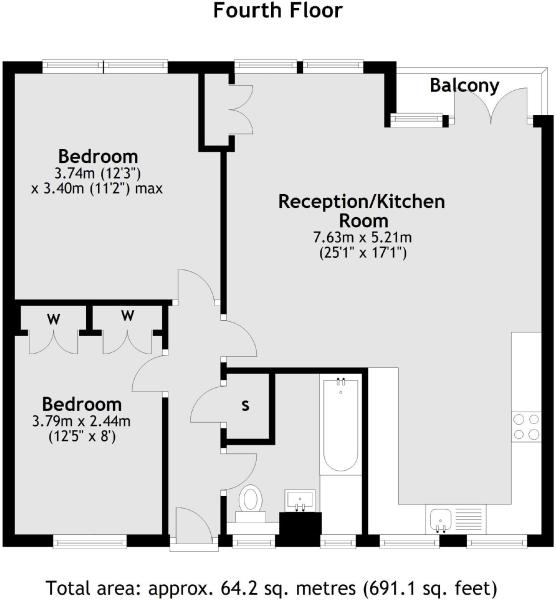 Fourth Floor
Balcony
Bedroom
3.74m (12'3")
x 3.40m (11'2") max
Reception/Kitchen
Room
7.63m x 5.21m
(25'1" x 17'1")
W
W
Bedroom
3.79m x 2.44m
(12'5" x 8')
S
Total area: approx. 64.2 sq. metres (691.1 sq. feet)